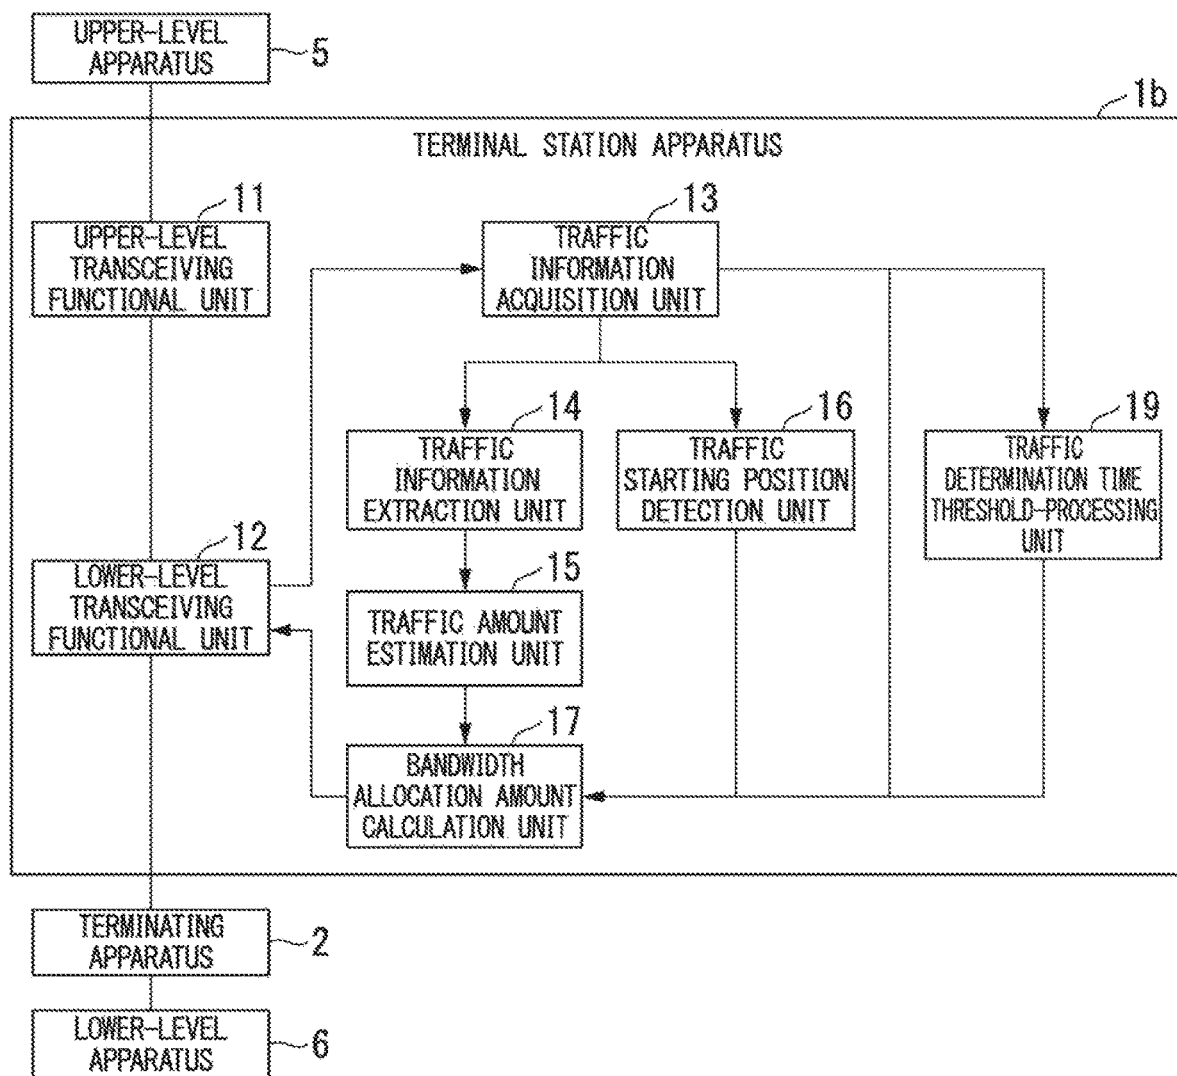 UPPER-LEVEL
APPARATUS
5
1b
TERMINAL STATION APPARATUS
11
UPPER-LEVEL
TRANSCEIVING
FUNCTIONAL UNIT
13
TRAFFIC
INFORMATION
ACQUISITION UNIT
14
TRAFFIC
INFORMATION
EXTRACTION UNIT
16
TRAFFIC
STARTING POSITION
DETECTION UNIT
19
TRAFFIC
DETERMINATION TIME
THRESHOLD-PROCESSING
UNIT
12
LOWER-LEVEL
TRANSCEIVING
FUNCTIONAL UNIT
15
TRAFFIC AMOUNT
ESTIMATION UNIT
17
BANDWIDTH
ALLOCATION AMOUNT
CALCULATION UNIT
TERMINATING
APPARATUS
2
LOWER-LEVEL
APPARATUS
6